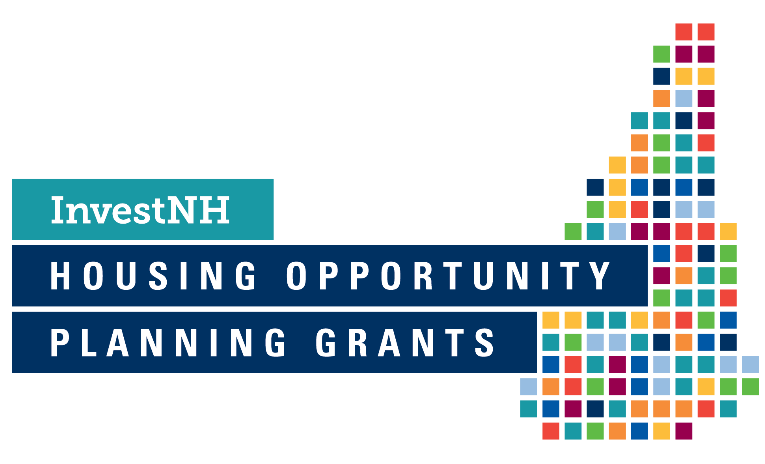 InvestNH
HOUSING OPPORTUNITY
PLANNING GRANTS